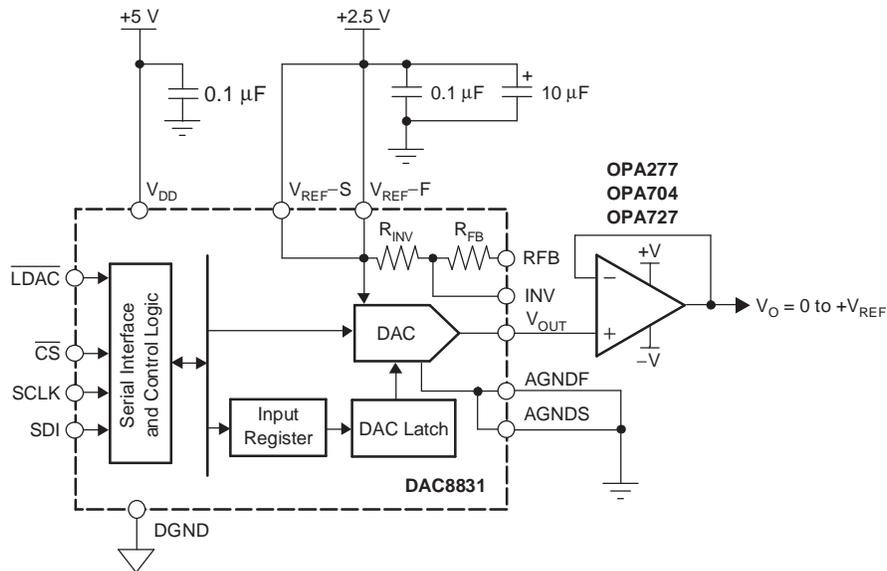 +5 V
+2.5 V
0.1 μF
0.1 μF
+
10 μF
OPA277
OPA704
OPA727
V_DD
V_REF−S
V_REF−F
R_INV
R_FB
RFB
+V
−
LDAC
INV
V_OUT
V_O = 0 to +V_REF
DAC
+
−V
CS
Serial Interface
and Control Logic
SCLK
AGNDF
Input
Register
DAC Latch
AGNDS
SDI
DAC8831
DGND